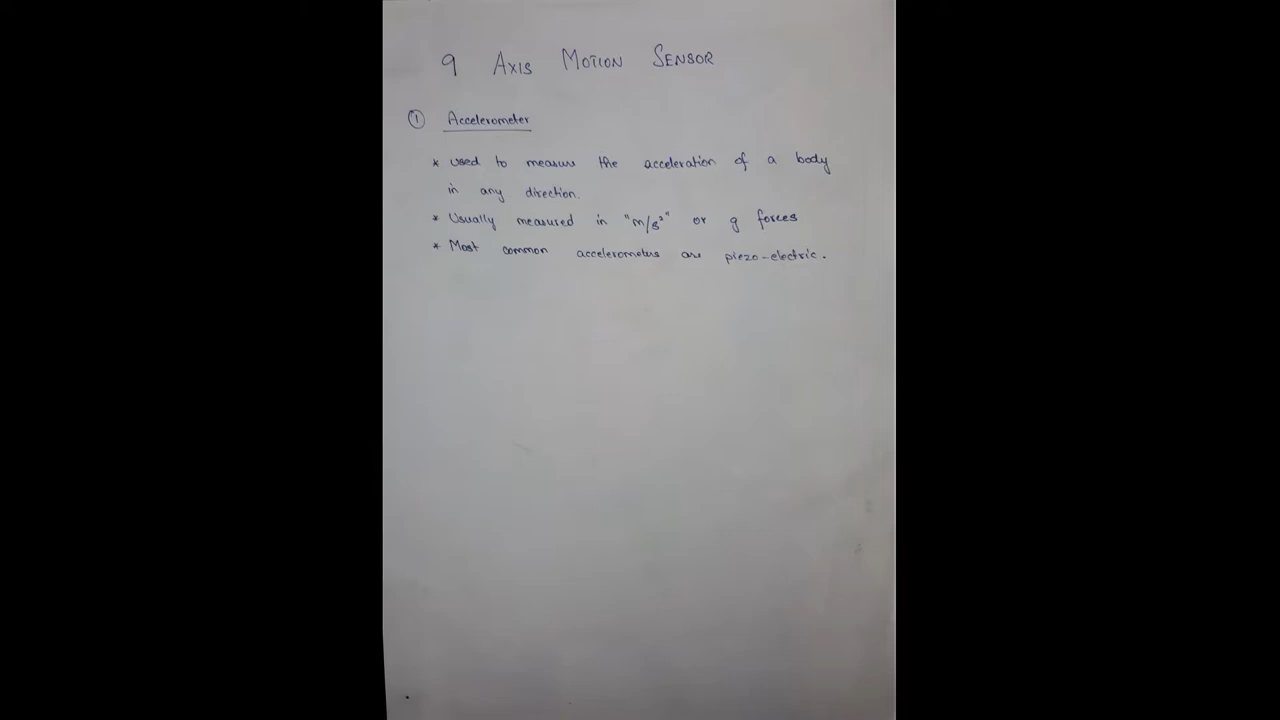 9 AXIS MOTION SENSOR
① Accelerometer
* used to measure the acceleration of a body
in any direction.
* Usually measured in "m/s²" or g forces
* Most common accelerometers are piezo-electric.